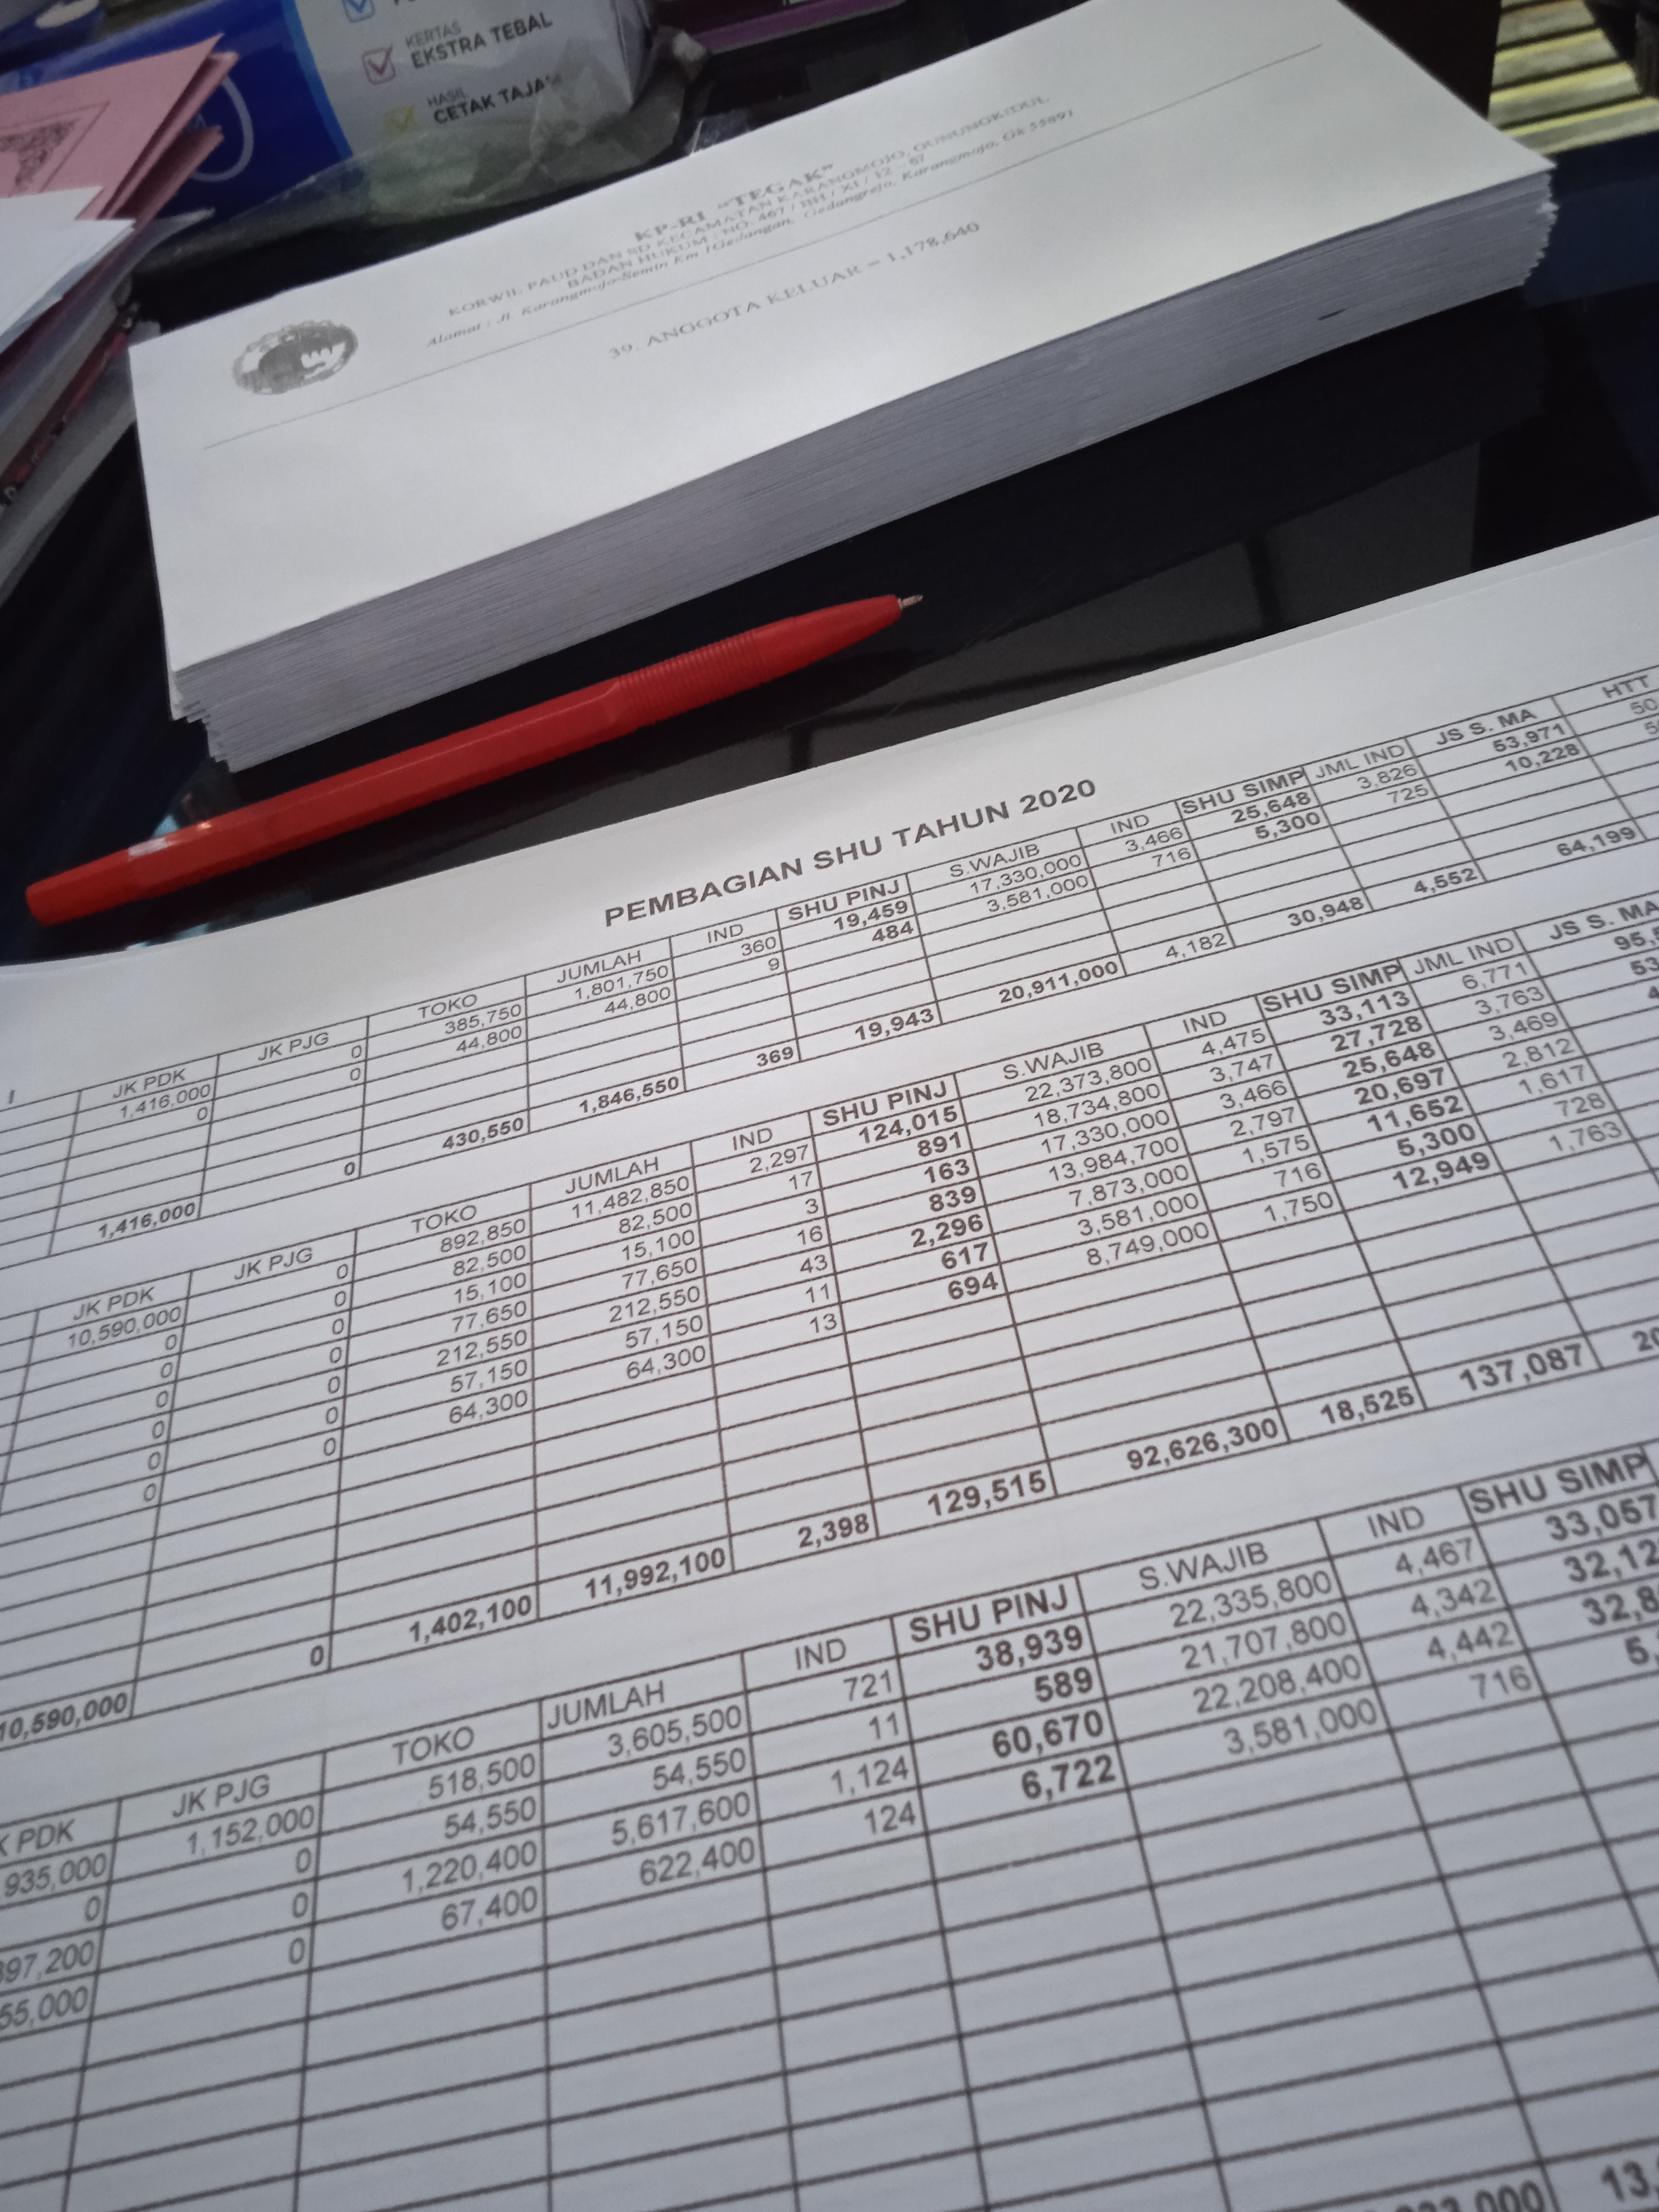 KERTAS
EKSTRA TEBAL
HASIL
CETAK TAJAM
KP-RI "TEGAK"
KORWIL PAUD DAN SD KECAMATAN KARANGMOJO, GUNUNGKIDUL
BADAN HUKUM : NO. 467 / BH / XI / 12 - 67
Alamat : Jl. Karangmojo-Semin Km 1 Gedangan, Gedangrejo, Karangmojo, Gk 55891
39. ANGGOTA KELUAR = 1,178,640
PEMBAGIAN SHU TAHUN 2020
JK PDK JK PJG TOKO JUMLAH IND SHU PINJ S.WAJIB IND SHU SIMP JML IND JS S. MA HTT
1,416,000 0 385,750 1,801,750 360 19,459 17,330,000 3,466 25,648 3,826 53,971
0 0 44,800 44,800 9 484 3,581,000 716 5,300 725 10,228
1,416,000 0 430,550 1,846,550 369 19,943 20,911,000 4,182 30,948 4,552 64,199
JK PDK JK PJG TOKO JUMLAH IND SHU PINJ S.WAJIB IND SHU SIMP JML IND JS S. MA
10,590,000 0 892,850 11,482,850 2,297 124,015 22,373,800 4,475 33,113 6,771
0 0 82,500 82,500 17 891 18,734,800 3,747 27,728 3,763
0 0 15,100 15,100 3 163 17,330,000 3,466 25,648 3,469
0 0 77,650 77,650 16 839 13,984,700 2,797 20,697 2,812
0 0 212,550 212,550 43 2,296 7,873,000 1,575 11,652 1,617
0 0 57,150 57,150 11 617 3,581,000 716 5,300 728
0 0 64,300 64,300 13 694 8,749,000 1,750 12,949 1,763
10,590,000 0 1,402,100 11,992,100 2,398 129,515 92,626,300 18,525 137,087
K PDK JK PJG TOKO JUMLAH IND SHU PINJ S.WAJIB IND SHU SIMP
935,000 1,152,000 518,500 3,605,500 721 38,939 22,335,800 4,467 33,057
0 0 54,550 54,550 11 589 21,707,800 4,342 32,12
397,200 0 1,220,400 5,617,600 1,124 60,670 22,208,400 4,442 32,8
55,000 0 67,400 622,400 124 6,722 3,581,000 716 5,